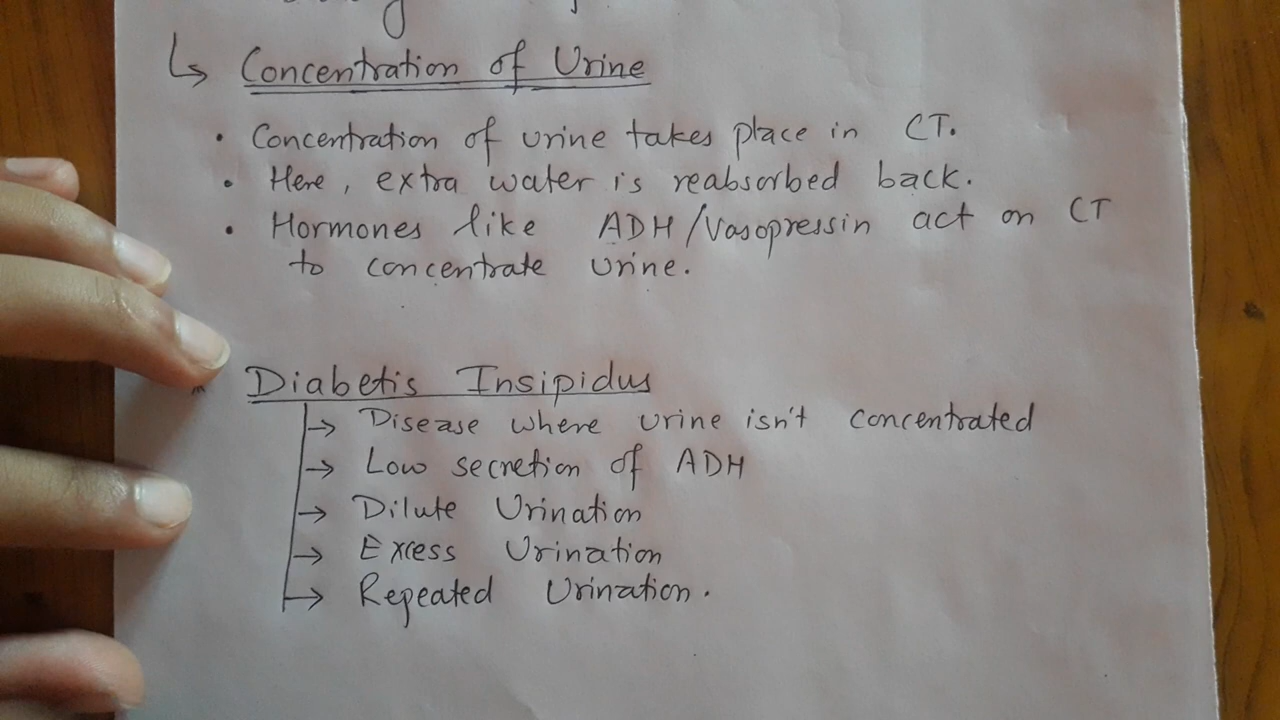 ↳ Concentration of Urine
• Concentration of urine takes place in CT.
• Here, extra water is reabsorbed back.
• Hormones like ADH/Vasopressin act on CT
to concentrate urine.
Diabetis Insipidus
→ Disease where urine isn't concentrated
→ Low secretion of ADH
→ Dilute Urination
→ Excess Urination
→ Repeated Urination.